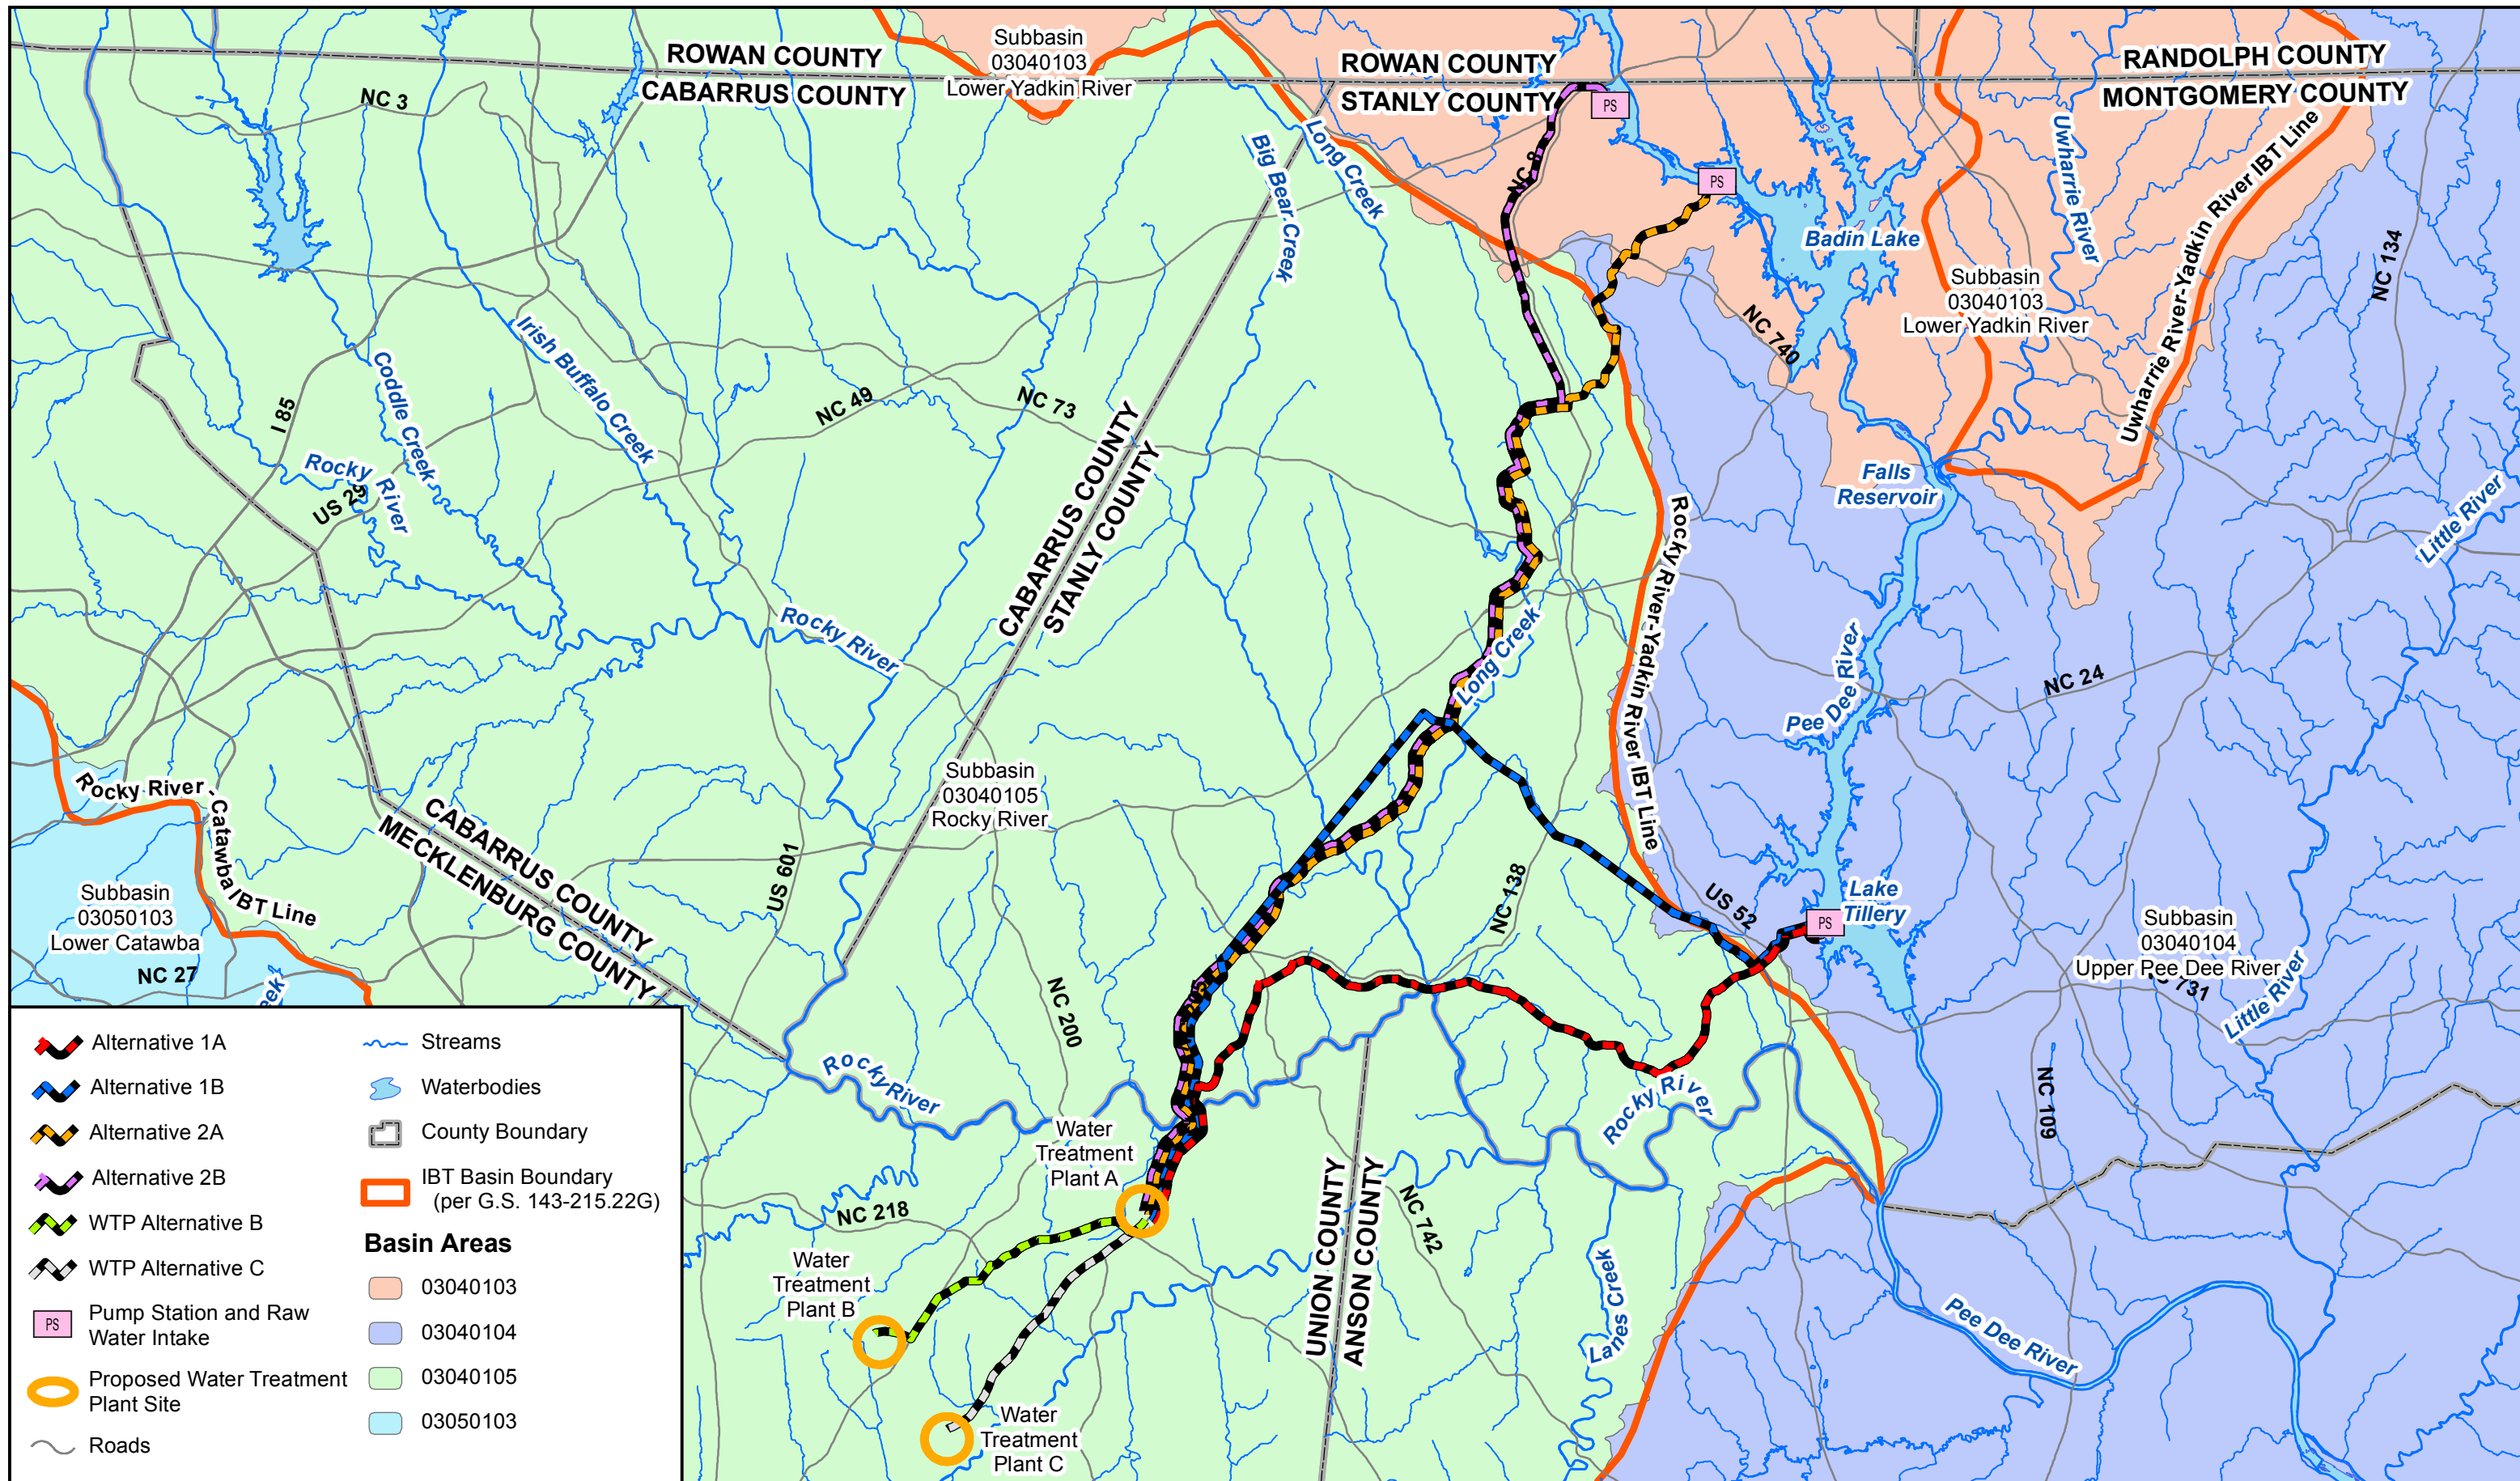 ROWAN COUNTY
CABARRUS COUNTY
Subbasin
03040103
Lower Yadkin River
ROWAN COUNTY
STANLY COUNTY
RANDOLPH COUNTY
MONTGOMERY COUNTY
NC 3
PS
PS
Big Bear Creek
Long Creek
Uwharrie River
Uwharrie River-Yadkin River IBT Line
NC 134
Badin Lake
Subbasin
03040103
Lower Yadkin River
NC 740
I 85
Coddle Creek
Irish Buffalo Creek
NC 49
NC 73
CABARRUS COUNTY
STANLY COUNTY
Rocky River
US 29
Falls
Reservoir
Little River
Rocky River-Yadkin River IBT Line
Rocky River
Long Creek
Pee Dee River
NC 24
Rocky River - Catawba IBT Line
CABARRUS COUNTY
MECKLENBURG COUNTY
Subbasin
03040105
Rocky River
US 601
NC 138
US 52
PS
Lake
Tillery
Subbasin
03050103
Lower Catawba
NC 27
eek
Subbasin
03040104
Upper Pee Dee River
731
Little River
NC 200
Rocky River
Rocky River
NC 109
Water
Treatment
Plant A
NC 218
Water
Treatment
Plant B
UNION COUNTY
ANSON COUNTY
NC 742
Lanes Creek
Pee Dee River
Water
Treatment
Plant C
Alternative 1A
Alternative 1B
Alternative 2A
Alternative 2B
WTP Alternative B
WTP Alternative C
PS
Pump Station and Raw
Water Intake
Proposed Water Treatment
Plant Site
Roads
Streams
Waterbodies
County Boundary
IBT Basin Boundary
(per G.S. 143-215.22G)
Basin Areas
03040103
03040104
03040105
03050103